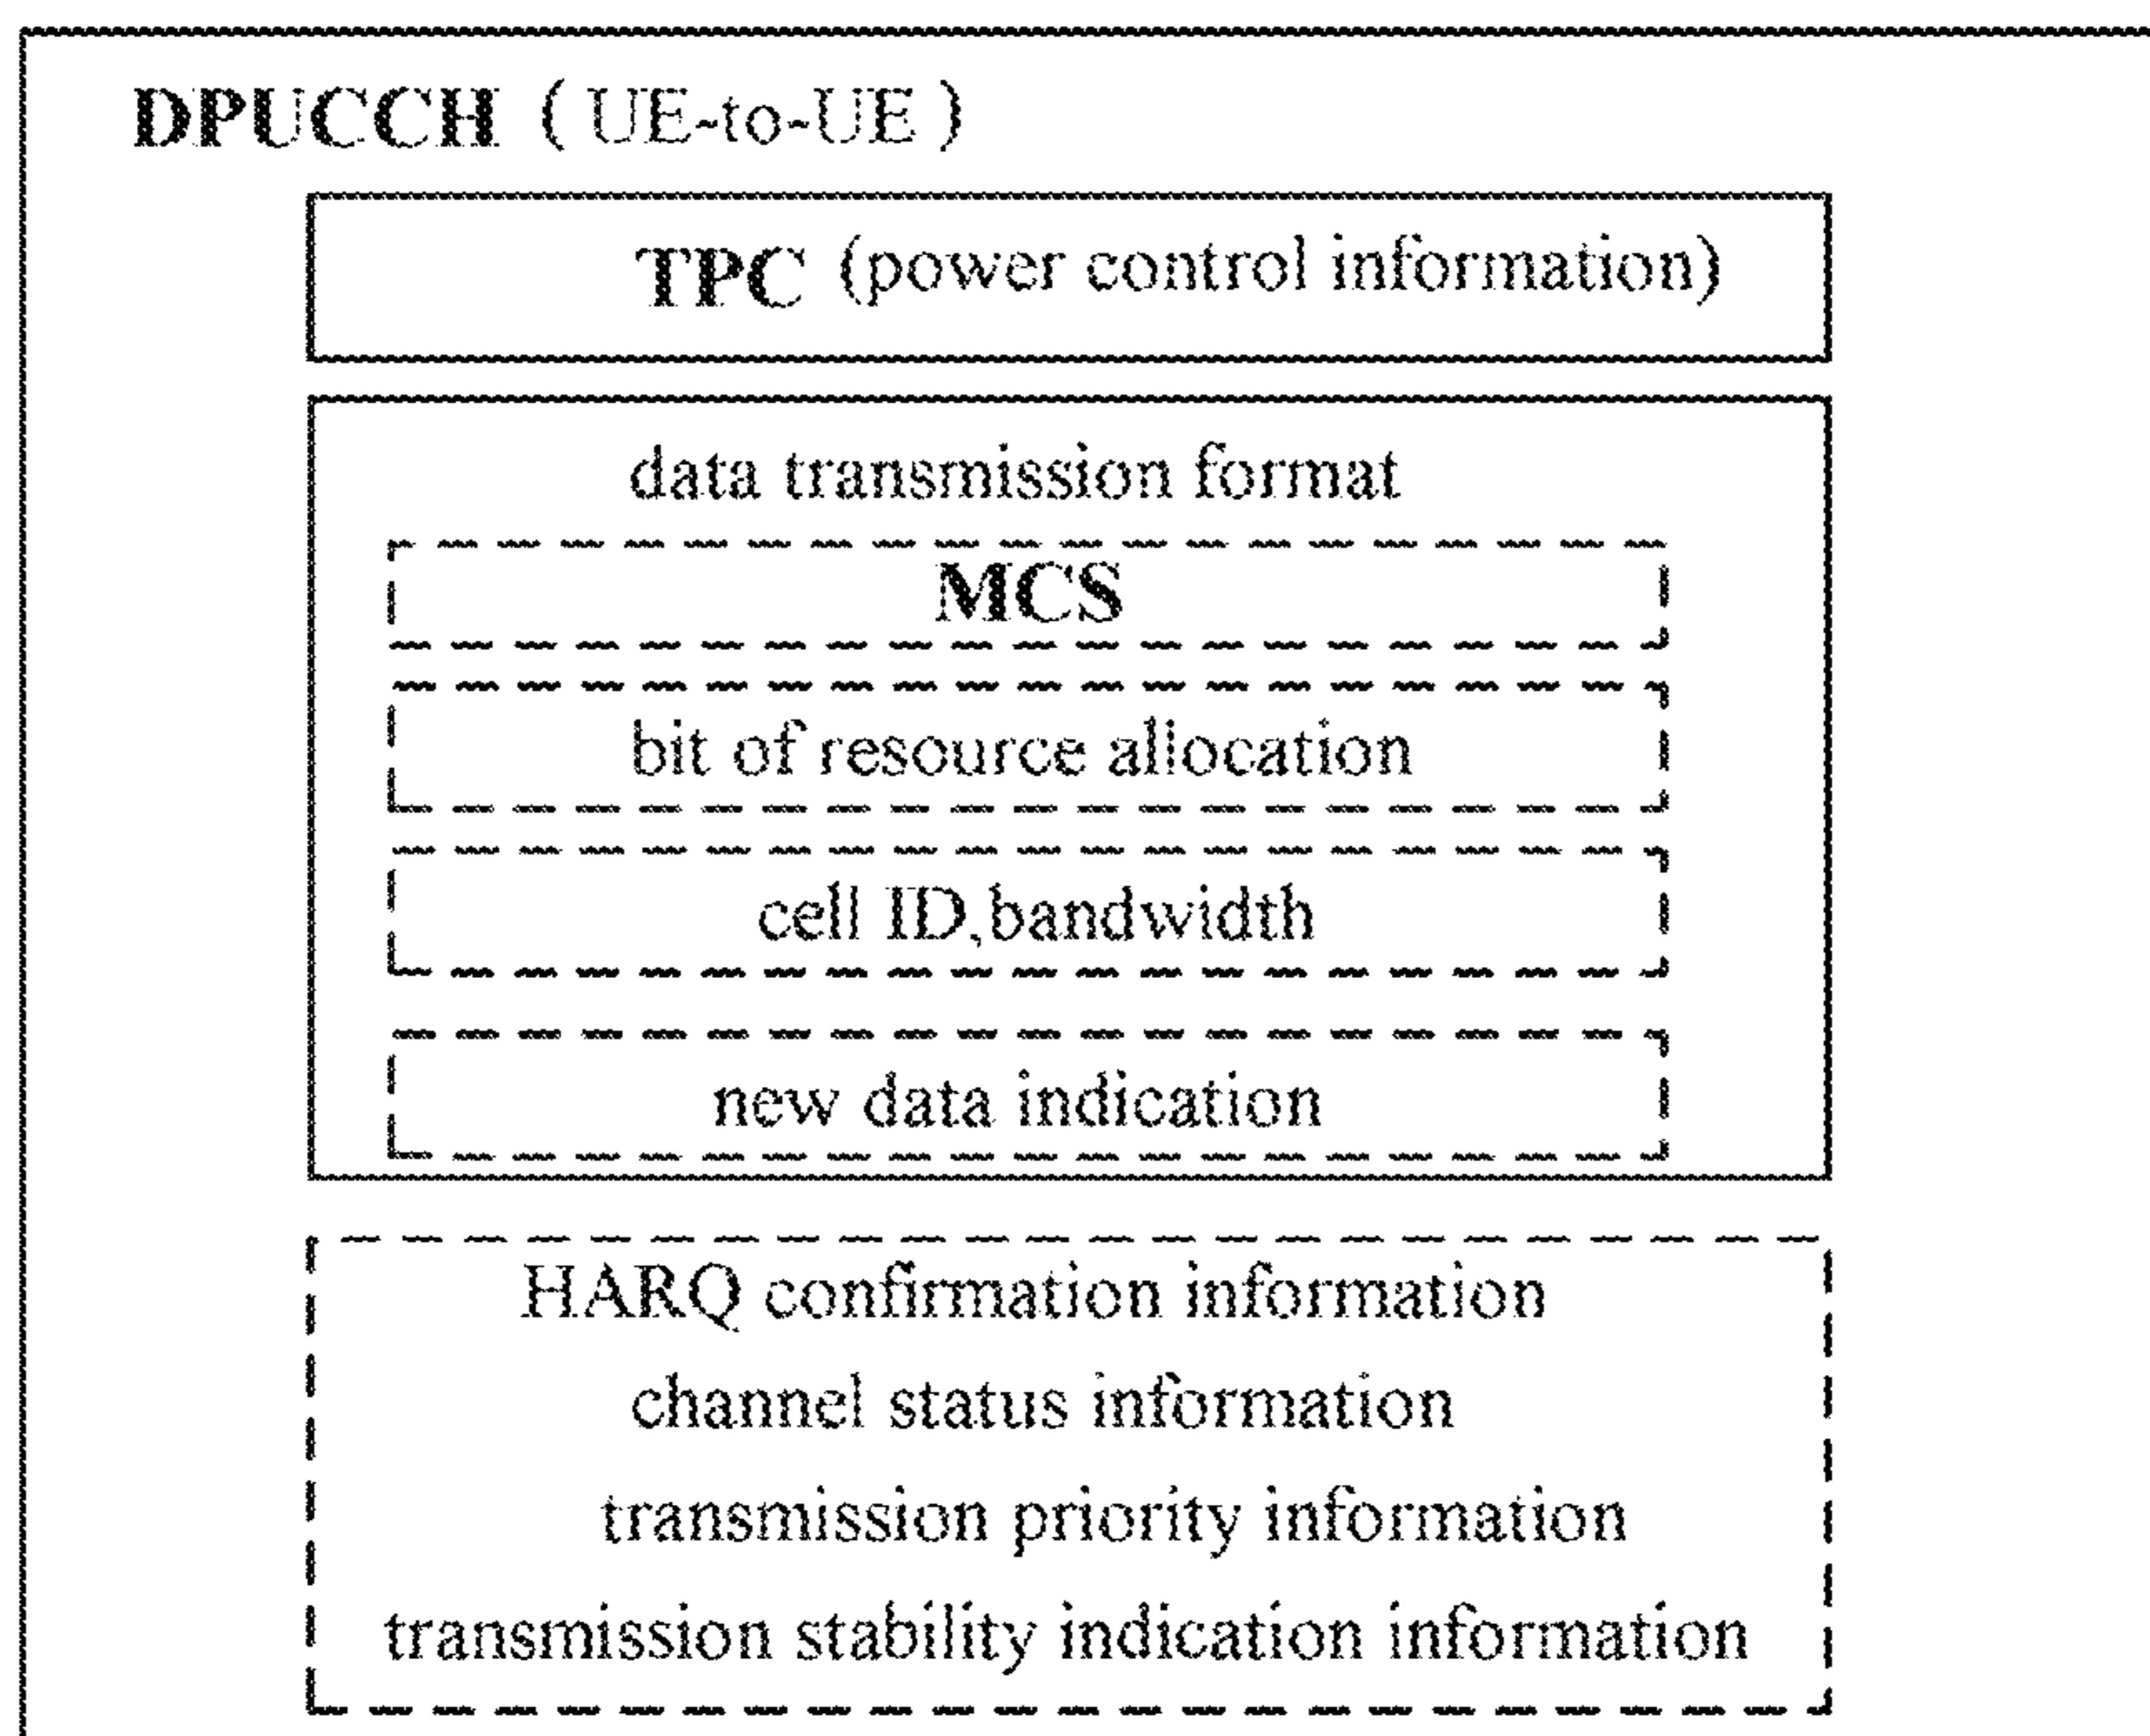 DPUCCH ( UE-to-UE )
TPC (power control information)
data transmission format
MCS
bit of resource allocation
cell ID,bandwidth
new data indication
HARQ confirmation information
channel status information
transmission priority information
transmission stability indication information